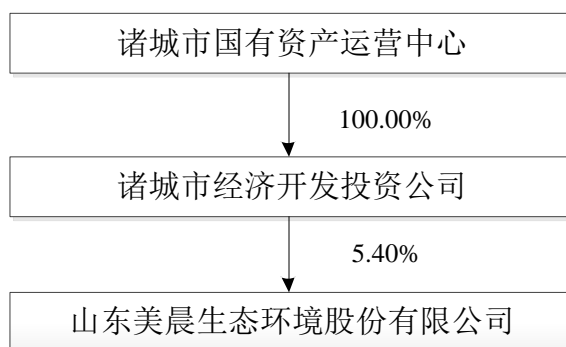 诸城市国有资产运营中心
100.00%
诸城市经济开发投资公司
5.40%
山东美晨生态环境股份有限公司